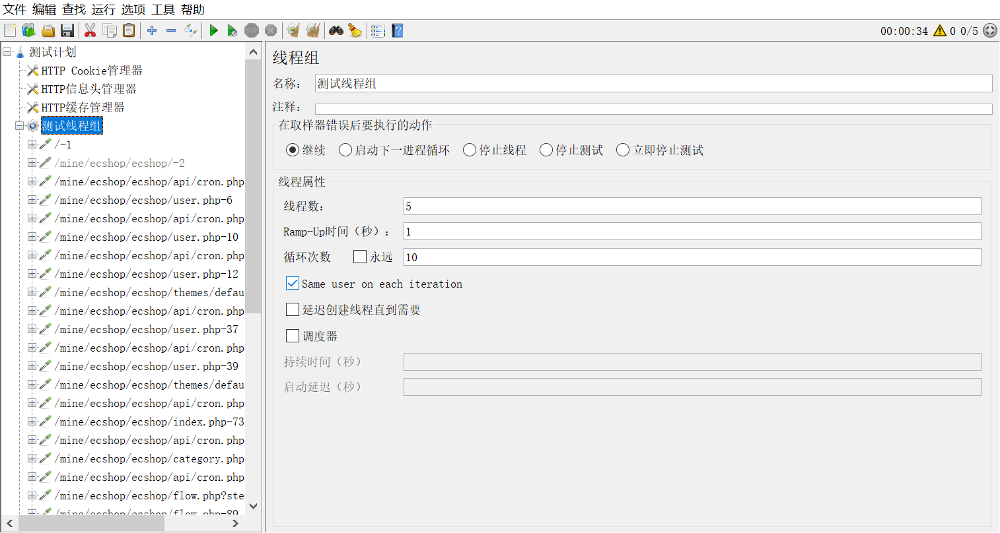 文件 编辑 查找 运行 选项 工具 帮助
STOP
00:00:34 0 0/5
测试计划
HTTP Cookie管理器
HTTP信息头管理器
HTTP缓存管理器
测试线程组
/-1
/mine/ecshop/ecshop/-2
/mine/ecshop/ecshop/api/cron.php
/mine/ecshop/ecshop/user.php-6
/mine/ecshop/ecshop/api/cron.php
/mine/ecshop/ecshop/user.php-10
/mine/ecshop/ecshop/api/cron.php
/mine/ecshop/ecshop/user.php-12
/mine/ecshop/ecshop/themes/defau
/mine/ecshop/ecshop/api/cron.php
/mine/ecshop/ecshop/user.php-37
/mine/ecshop/ecshop/api/cron.php
/mine/ecshop/ecshop/user.php-39
/mine/ecshop/ecshop/themes/defau
/mine/ecshop/ecshop/api/cron.php
/mine/ecshop/ecshop/index.php-73
/mine/ecshop/ecshop/api/cron.php
/mine/ecshop/ecshop/category.php
/mine/ecshop/ecshop/api/cron.php
/mine/ecshop/ecshop/flow.php?ste
/mine/ecshop/ecshop/flow.php-89
线程组
名称： 测试线程组
注释：
在取样器错误后要执行的动作
继续 启动下一进程循环 停止线程 停止测试 立即停止测试
线程属性
线程数： 5
Ramp-Up时间（秒）： 1
循环次数 永远 10
Same user on each iteration
延迟创建线程直到需要
调度器
持续时间（秒）
启动延迟（秒）